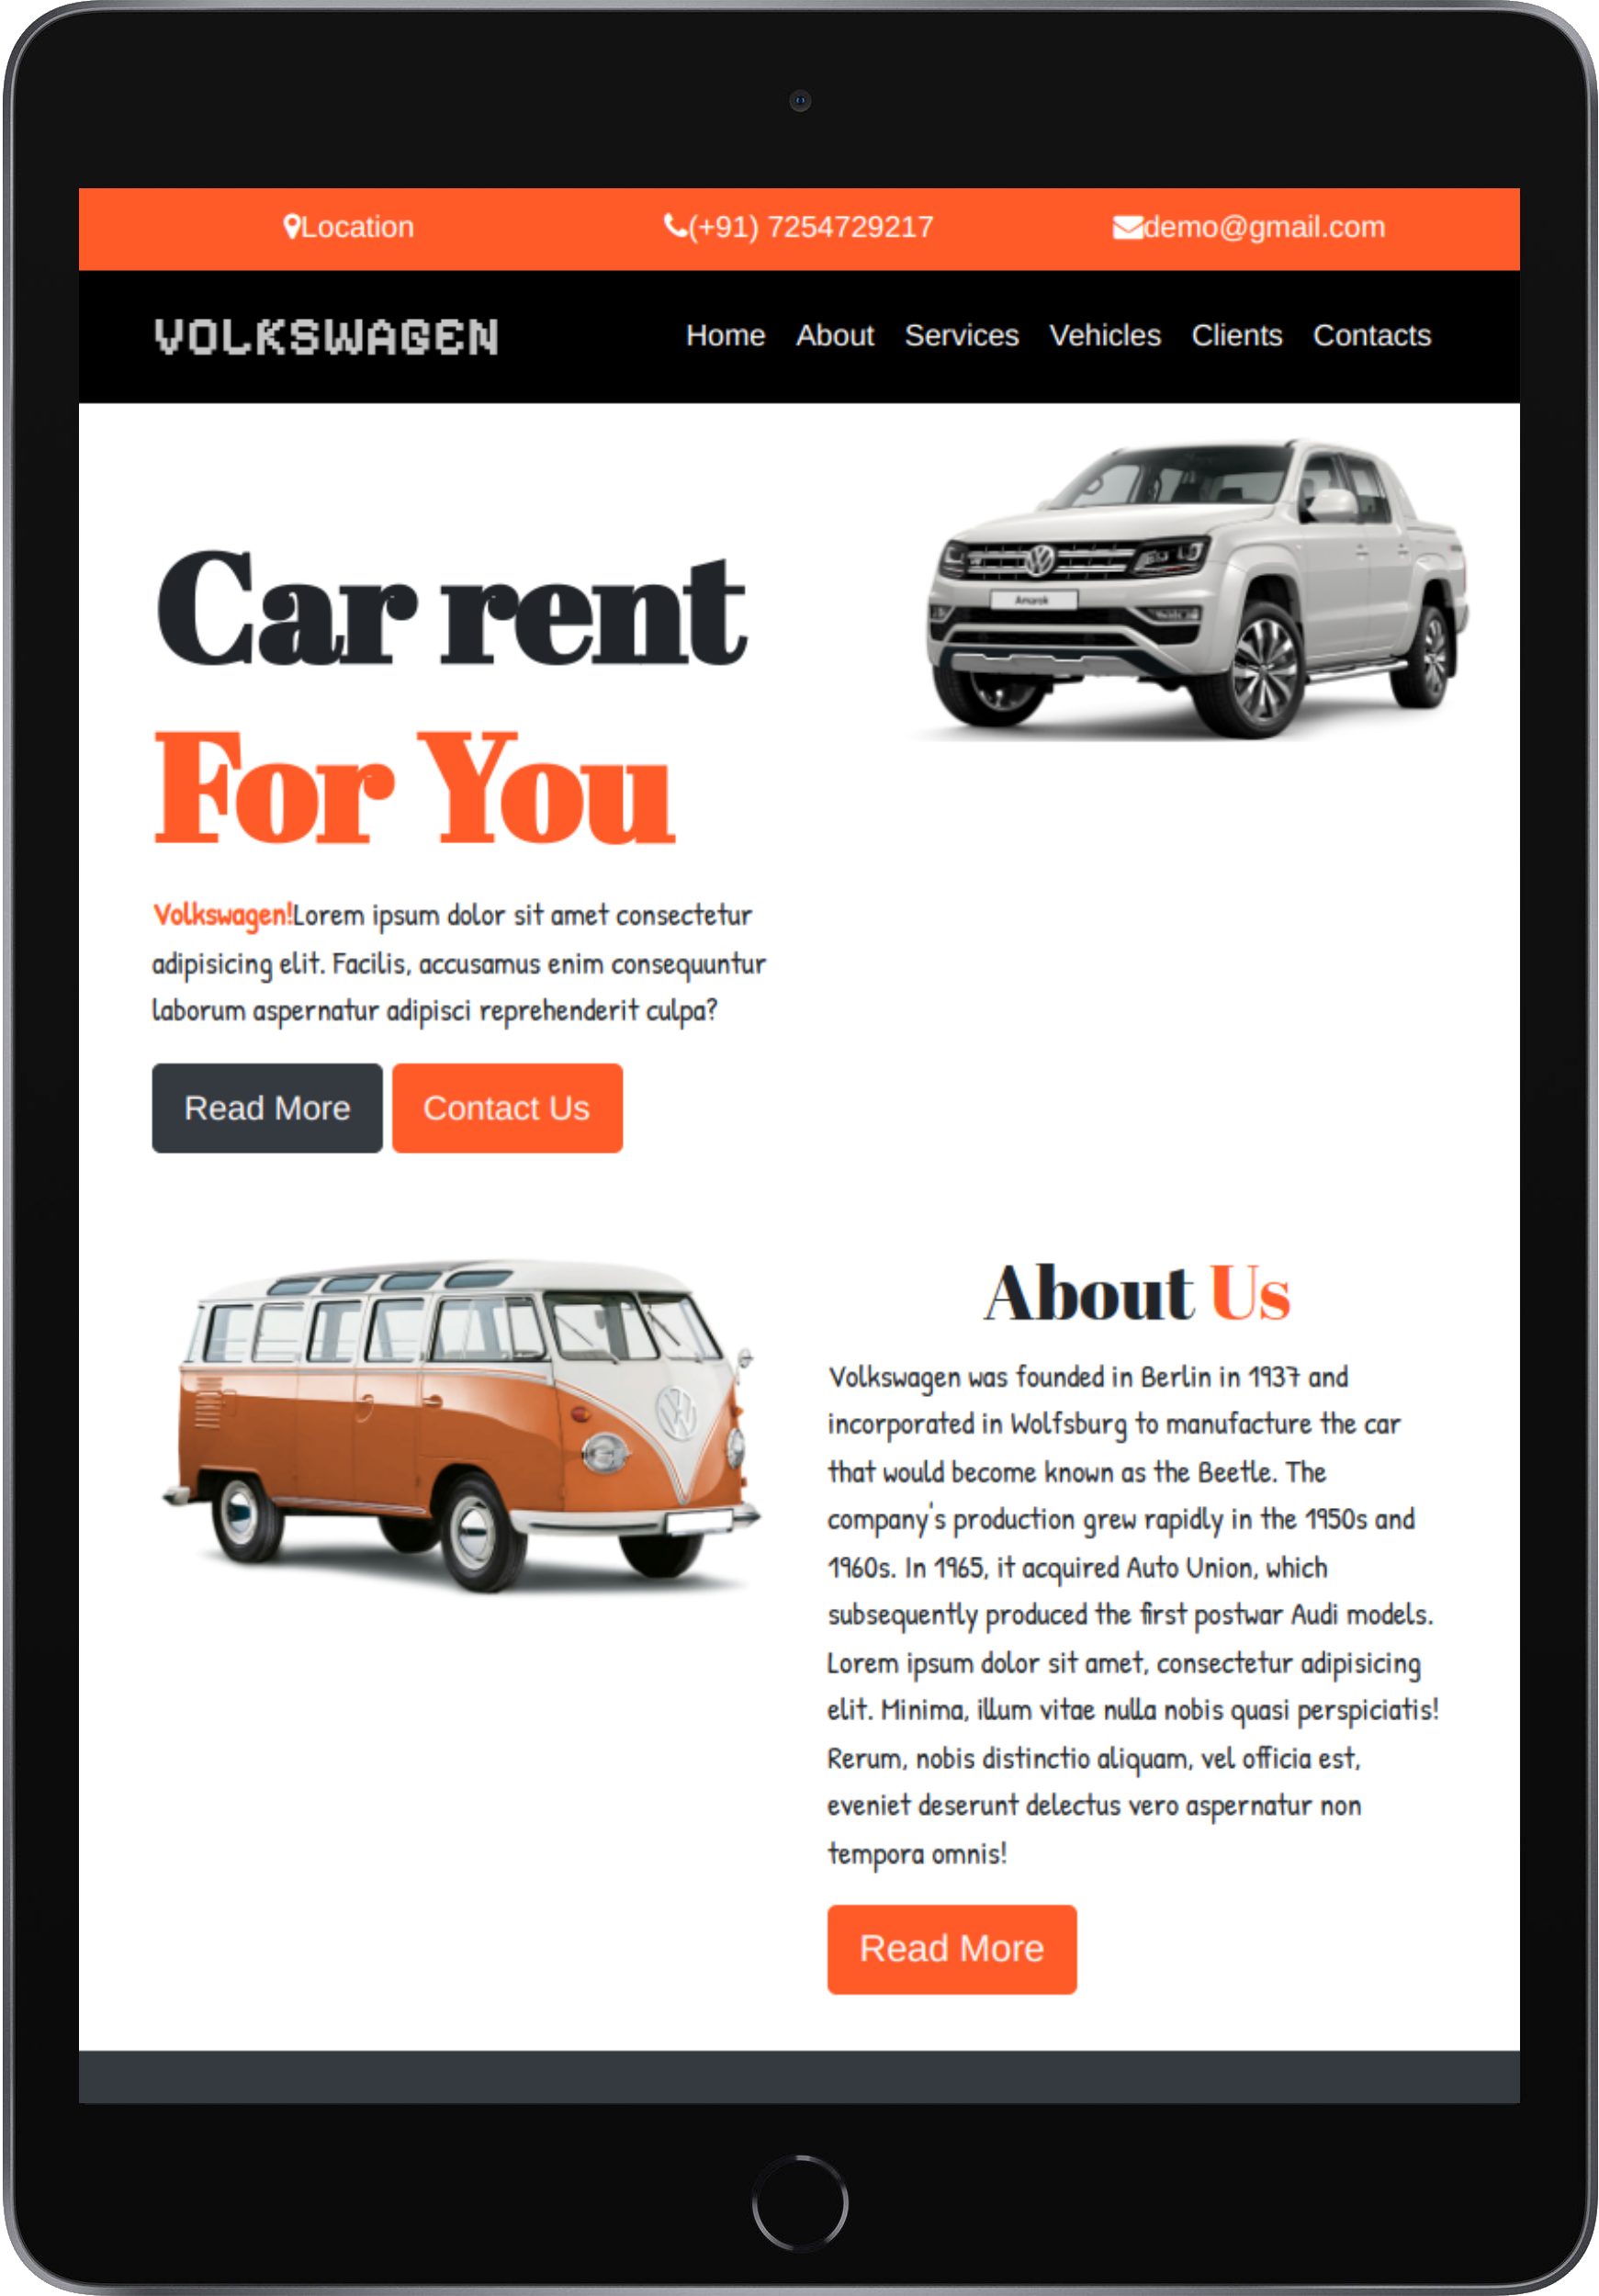 Location (+91) 7254729217 demo@gmail.com
VOLKSWAGEN Home About Services Vehicles Clients Contacts
Amarok
Car rent
For You
Volkswagen!Lorem ipsum dolor sit amet consectetur
adipisicing elit. Facilis, accusamus enim consequuntur
laborum aspernatur adipisci reprehenderit culpa?
Read More Contact Us
About Us
Volkswagen was founded in Berlin in 1937 and
incorporated in Wolfsburg to manufacture the car
that would become known as the Beetle. The
company's production grew rapidly in the 1950s and
1960s. In 1965, it acquired Auto Union, which
subsequently produced the first postwar Audi models.
Lorem ipsum dolor sit amet, consectetur adipisicing
elit. Minima, illum vitae nulla nobis quasi perspiciatis!
Rerum, nobis distinctio aliquam, vel officia est,
eveniet deserunt delectus vero aspernatur non
tempora omnis!
Read More